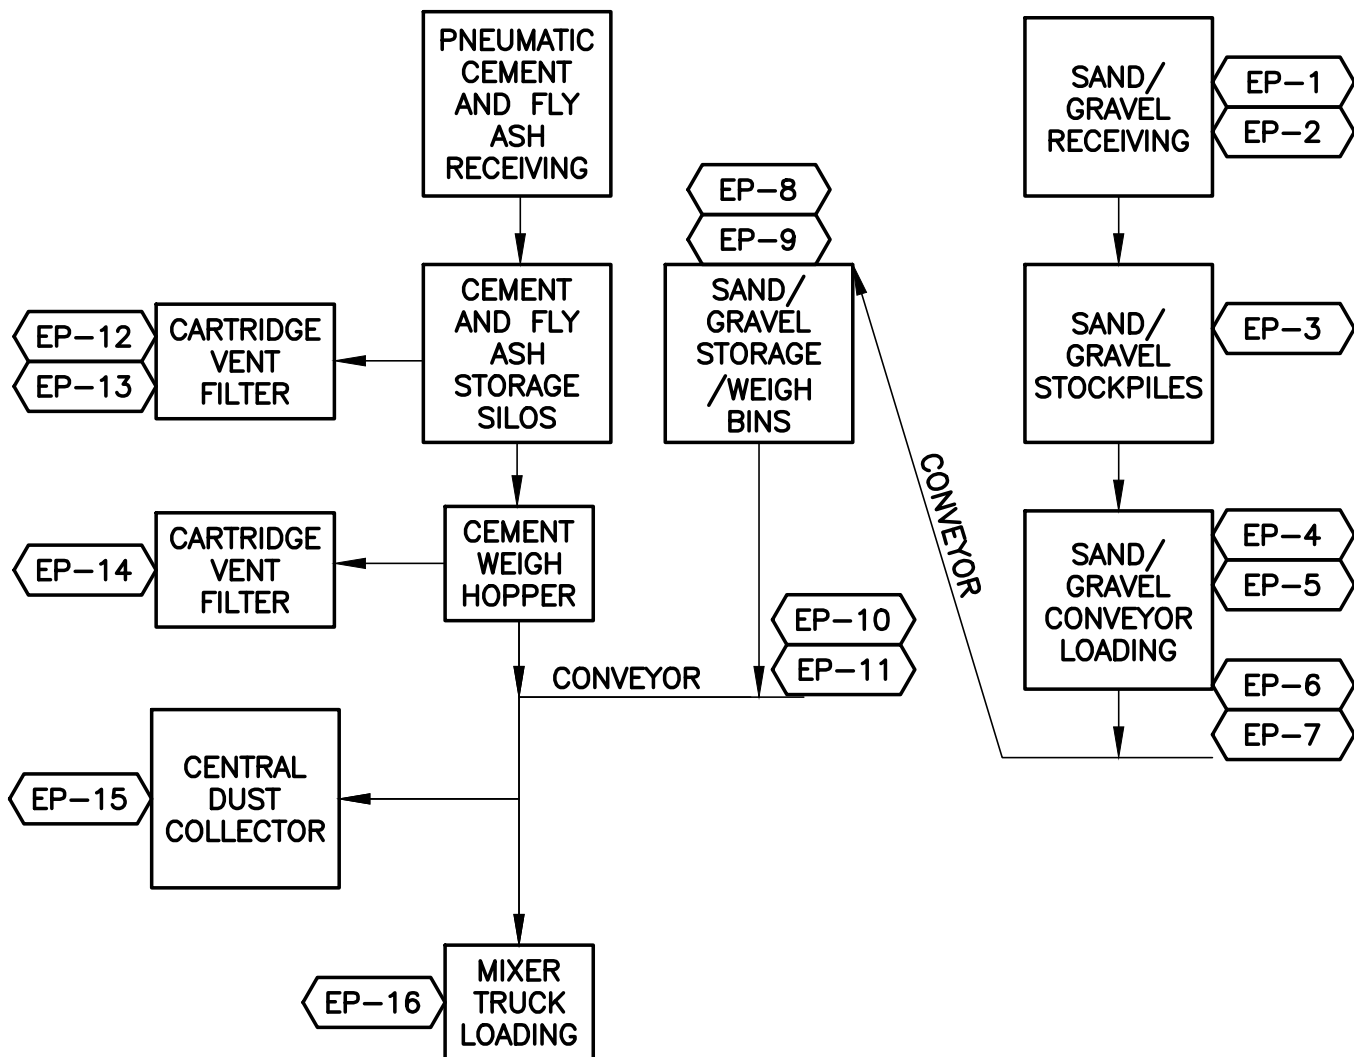 PNEUMATIC
CEMENT
AND FLY
ASH
RECEIVING
SAND/
GRAVEL
RECEIVING
EP-1
EP-2
EP-8
EP-9
CEMENT
AND FLY
ASH
STORAGE
SILOS
SAND/
GRAVEL
STORAGE
/WEIGH
BINS
SAND/
GRAVEL
STOCKPILES
EP-3
EP-12
EP-13
CARTRIDGE
VENT
FILTER
CONVEYOR
EP-14
CARTRIDGE
VENT
FILTER
CEMENT
WEIGH
HOPPER
SAND/
GRAVEL
CONVEYOR
LOADING
EP-4
EP-5
EP-10
EP-11
CONVEYOR
EP-6
EP-7
EP-15
CENTRAL
DUST
COLLECTOR
EP-16
MIXER
TRUCK
LOADING